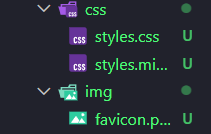 css
styles.css U
styles.mi... U
img
favicon.p... U